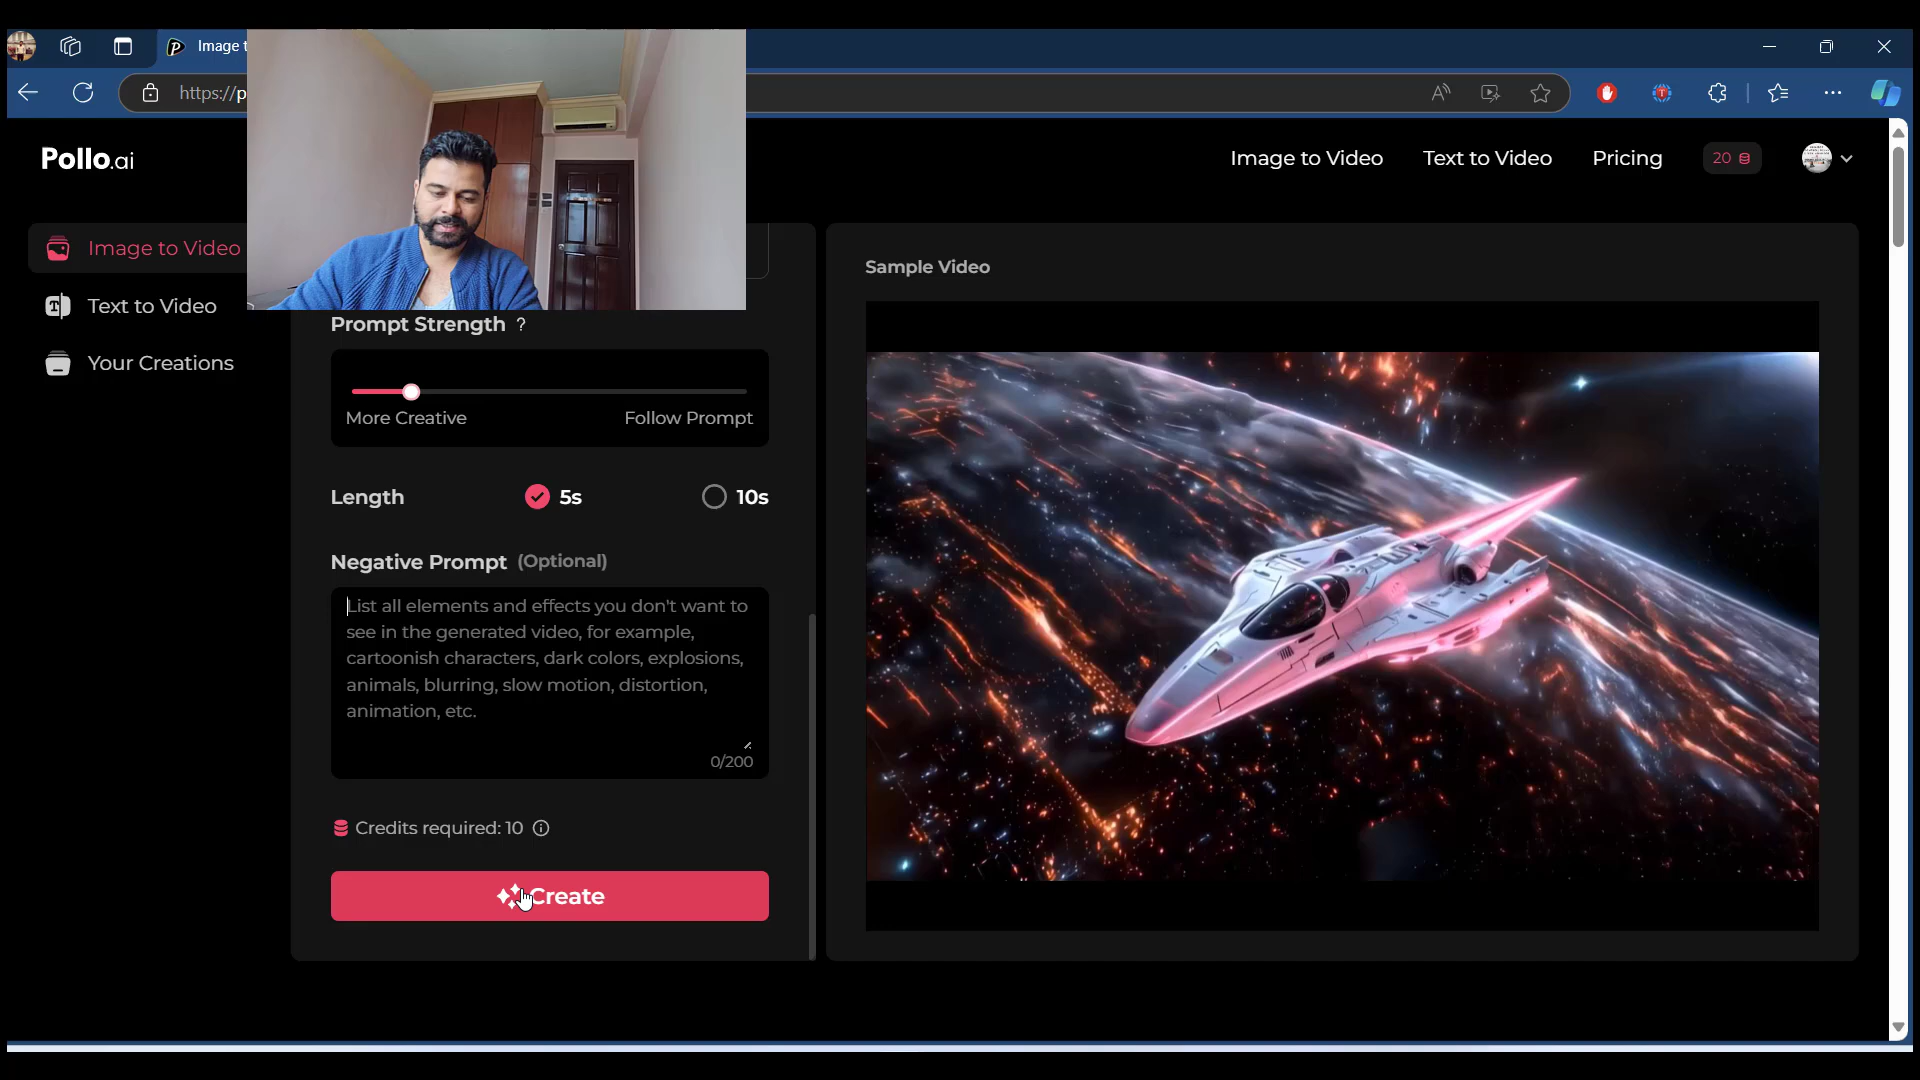 Image t
https://p
Pollo.ai
Image to Video
Text to Video
Pricing
20
Image to Video
Text to Video
Your Creations
Prompt Strength ?
More Creative
Follow Prompt
Length
5s
10s
Negative Prompt (Optional)
List all elements and effects you don't want to
see in the generated video, for example,
cartoonish characters, dark colors, explosions,
animals, blurring, slow motion, distortion,
animation, etc.
0/200
Credits required: 10
Create
Sample Video